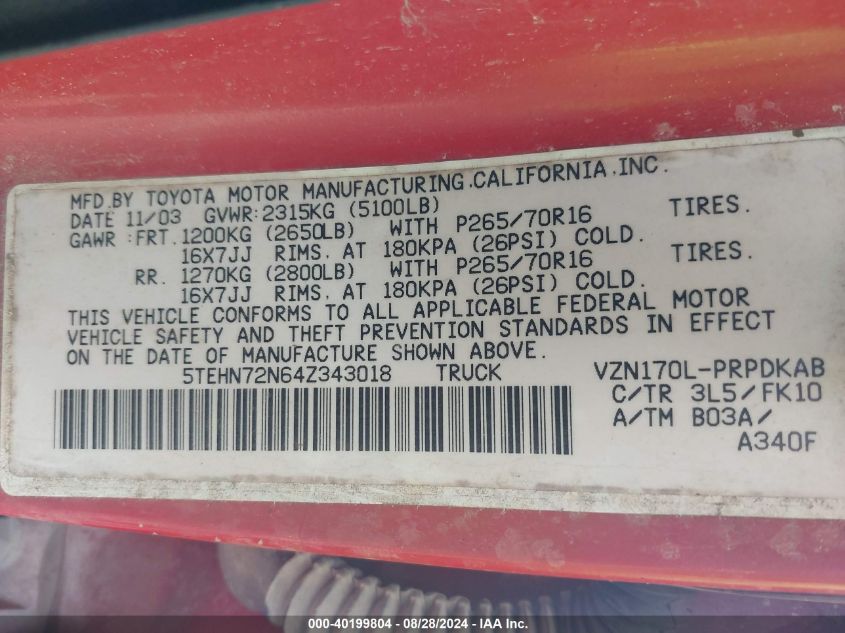 MFD.BY TOYOTA MOTOR MANUFACTURING.CALIFORNIA.INC.
DATE 11/03 GVWR:2315KG (5100LB)
GAWR :FRT.1200KG (2650LB) WITH P265/70R16 TIRES.
16X7JJ RIMS. AT 180KPA (26PSI) COLD.
RR. 1270KG (2800LB) WITH P265/70R16 TIRES.
16X7JJ RIMS. AT 180KPA (26PSI) COLD.
THIS VEHICLE CONFORMS TO ALL APPLICABLE FEDERAL MOTOR
VEHICLE SAFETY AND THEFT PREVENTION STANDARDS IN EFFECT
ON THE DATE OF MANUFACTURE SHOWN ABOVE.
5TEHN72N64Z343018 TRUCK VZN170L-PRPDKAB
C/TR 3L5/FK10
A/TM B03A/
A340F
000-40199804 - 08/28/2024 - IAA Inc.